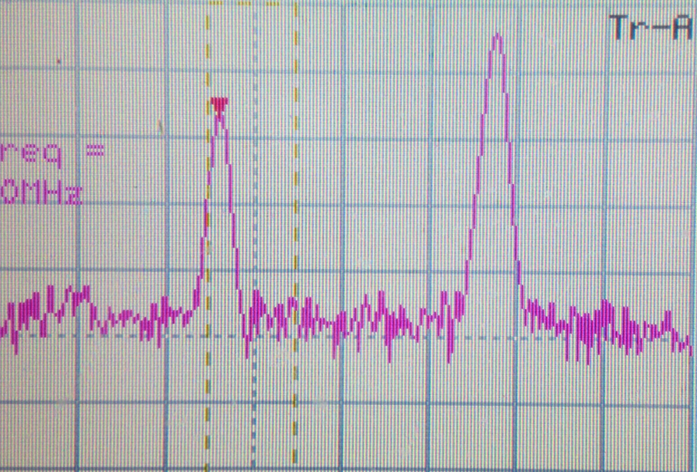 Tr-A
req =
0MHz